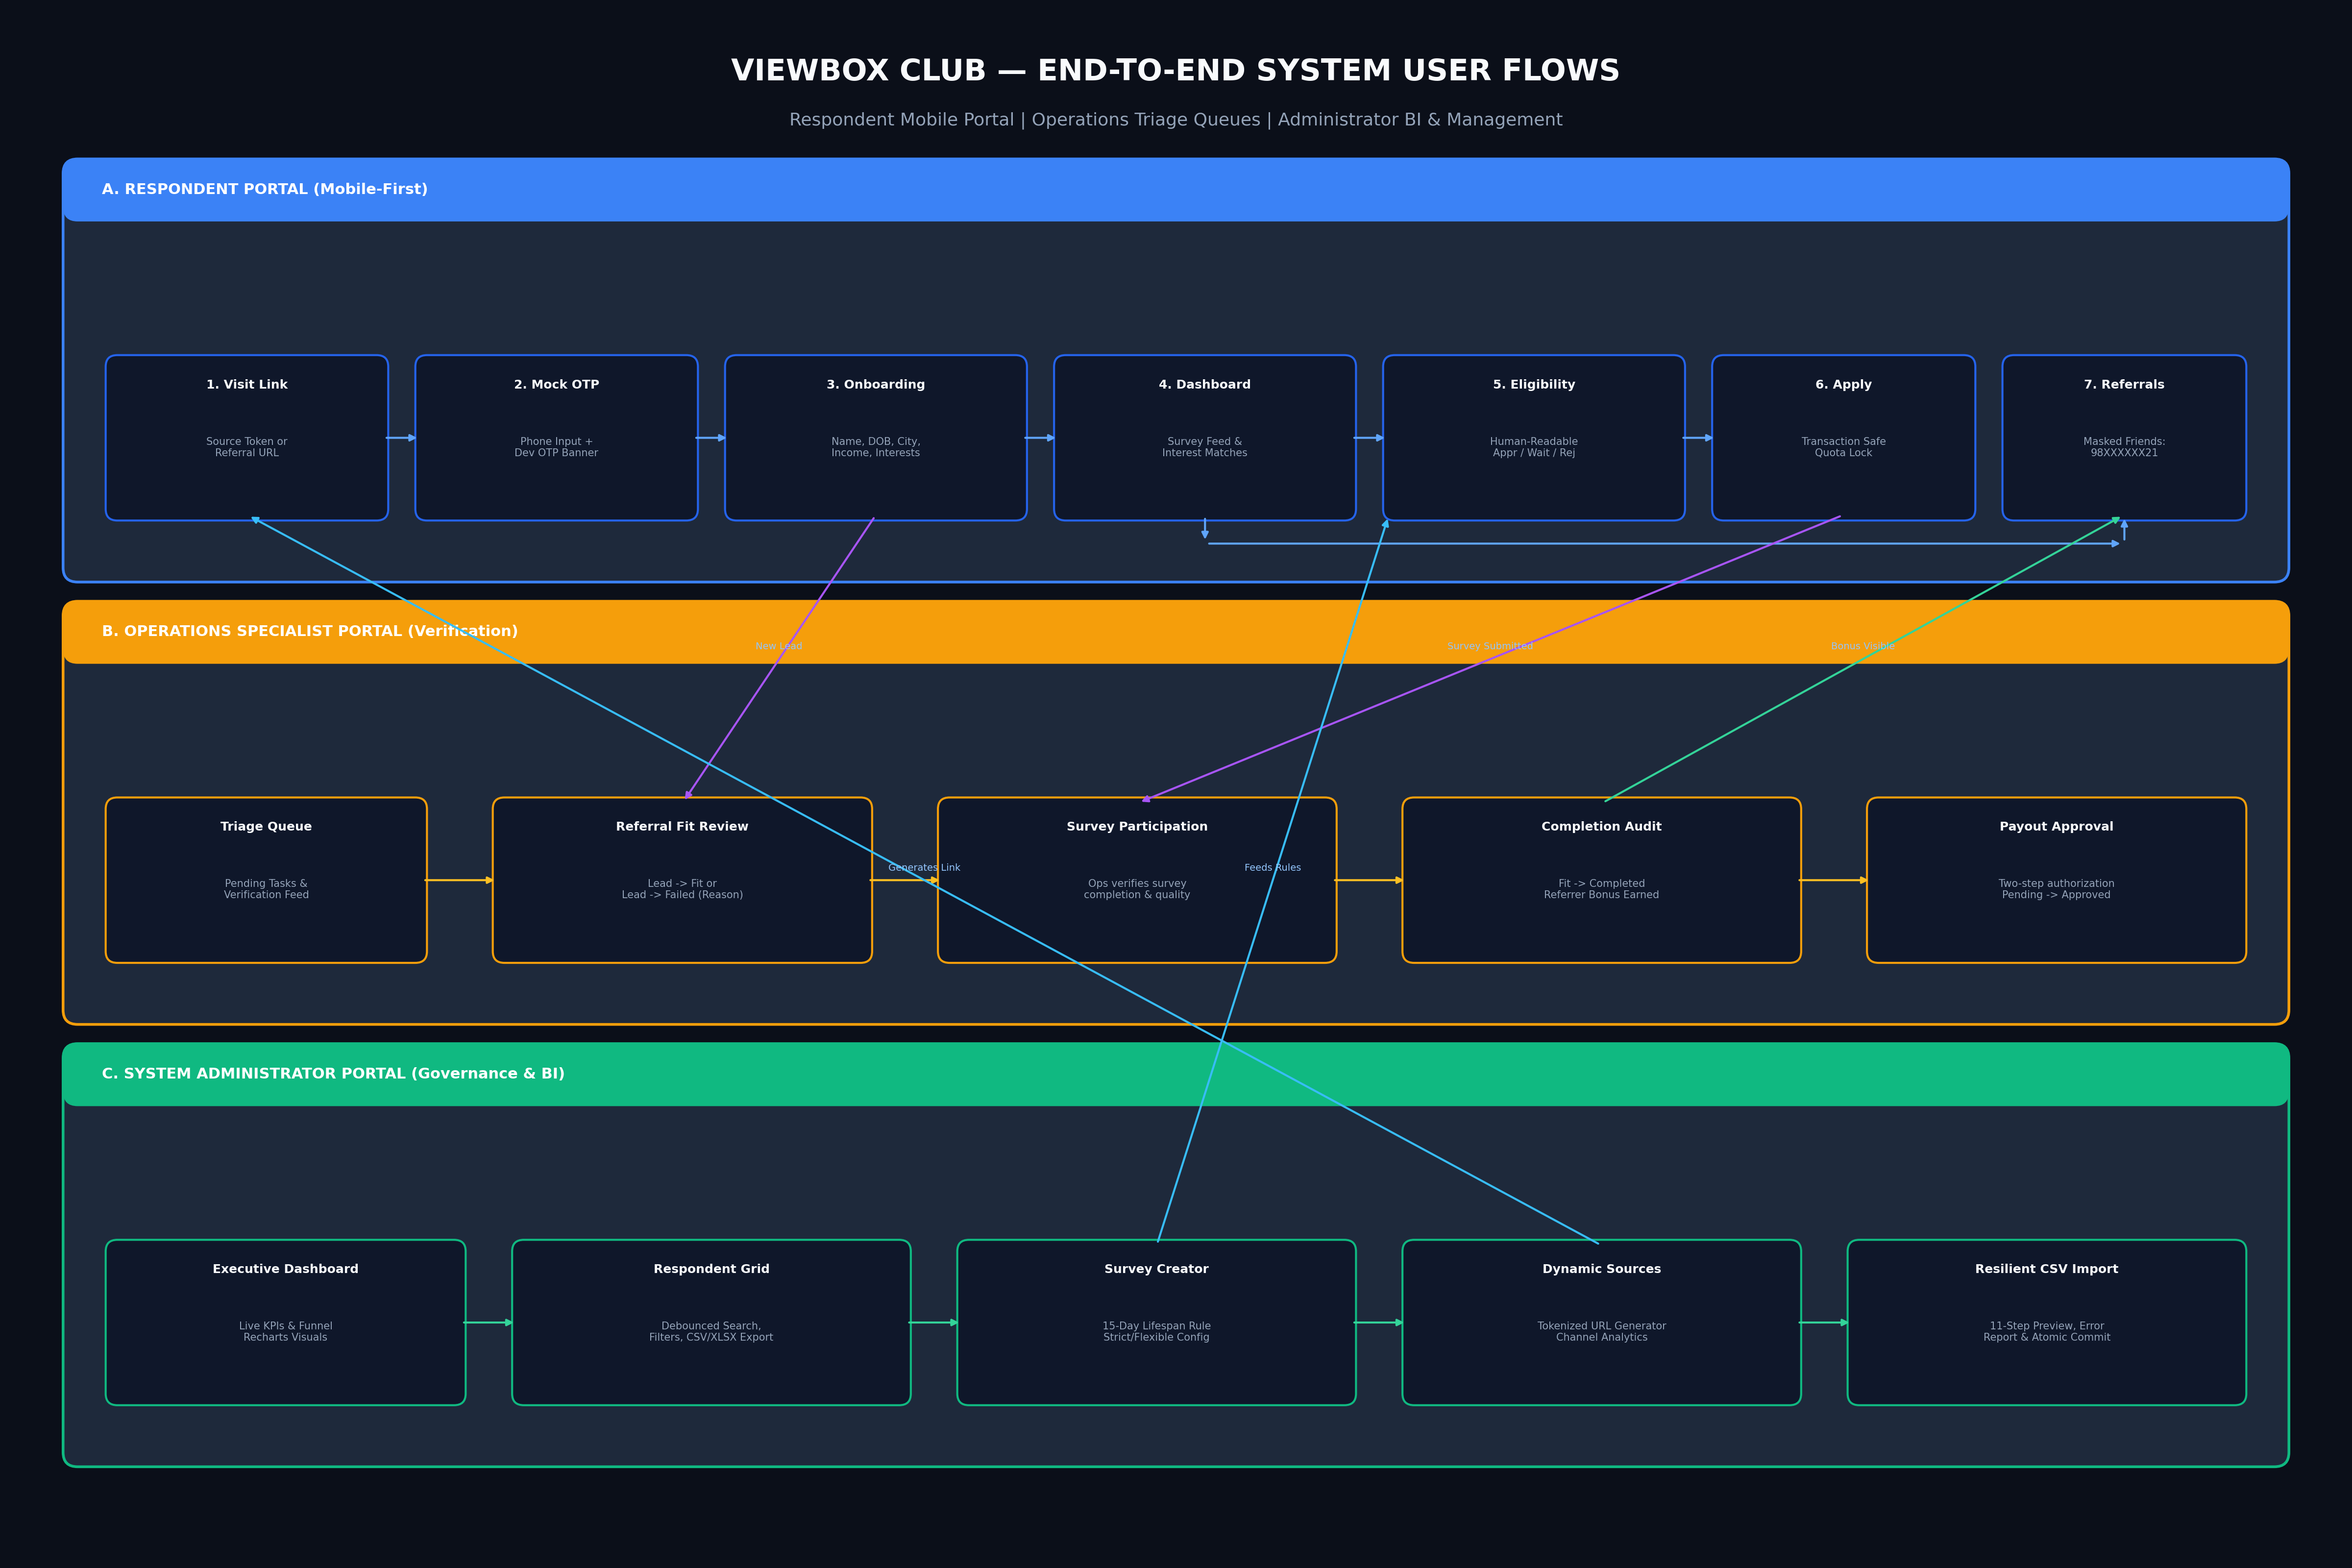 VIEWBOX CLUB — END-TO-END SYSTEM USER FLOWS
Respondent Mobile Portal | Operations Triage Queues | Administrator BI & Management
A. RESPONDENT PORTAL (Mobile-First)
1. Visit Link
Source Token or
Referral URL
2. Mock OTP
Phone Input +
Dev OTP Banner
3. Onboarding
Name, DOB, City,
Income, Interests
4. Dashboard
Survey Feed &
Interest Matches
5. Eligibility
Human-Readable
Appr / Wait / Rej
6. Apply
Transaction Safe
Quota Lock
7. Referrals
Masked Friends:
98XXXXXX21
B. OPERATIONS SPECIALIST PORTAL (Verification)
New Lead
Survey Submitted
Bonus Visible
Triage Queue
Pending Tasks &
Verification Feed
Referral Fit Review
Lead -> Fit or
Lead -> Failed (Reason)
Generates Link
Survey Participation
Ops verifies survey
completion & quality
Feeds Rules
Completion Audit
Fit -> Completed
Referrer Bonus Earned
Payout Approval
Two-step authorization
Pending -> Approved
C. SYSTEM ADMINISTRATOR PORTAL (Governance & BI)
Executive Dashboard
Live KPIs & Funnel
Recharts Visuals
Respondent Grid
Debounced Search,
Filters, CSV/XLSX Export
Survey Creator
15-Day Lifespan Rule
Strict/Flexible Config
Dynamic Sources
Tokenized URL Generator
Channel Analytics
Resilient CSV Import
11-Step Preview, Error
Report & Atomic Commit